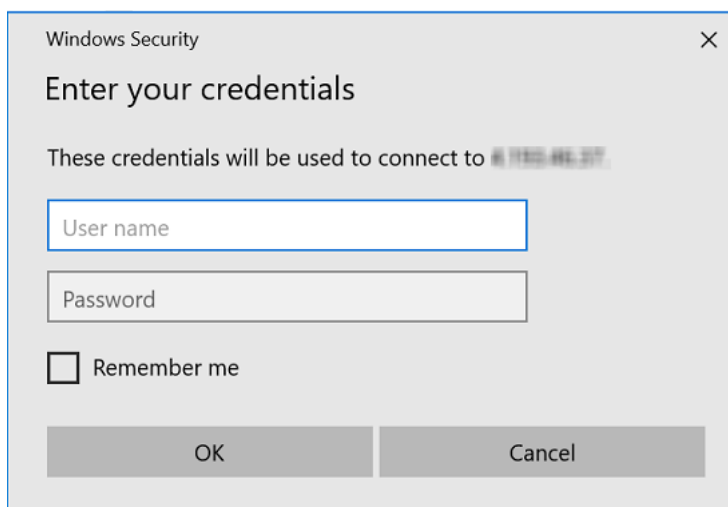 Windows Security
Enter your credentials
These credentials will be used to connect to
User name
Password
Remember me
OK
Cancel